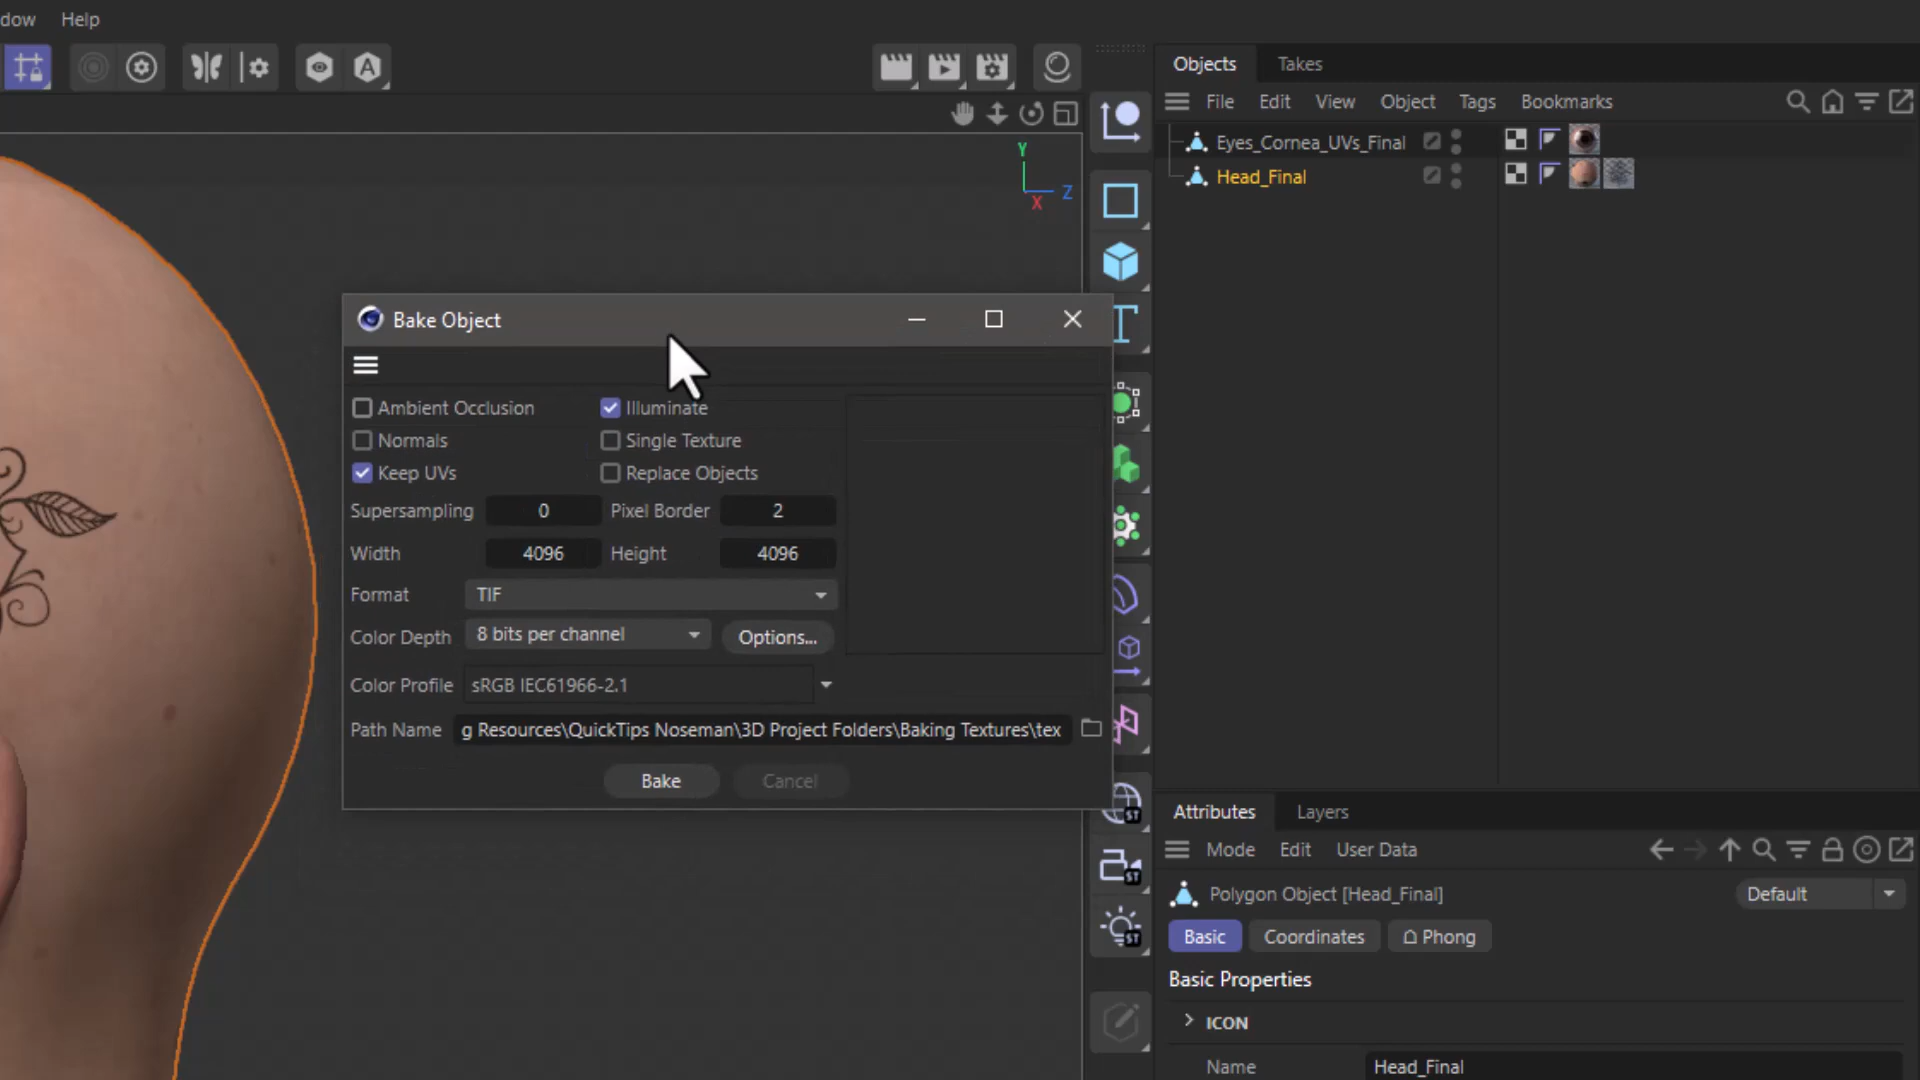 dow Help
Objects Takes
File Edit View Object Tags Bookmarks
Eyes_Cornea_UVs_Final
Head_Final
Y
Z
X
Bake Object
Ambient Occlusion Illuminate
Normals Single Texture
Keep UVs Replace Objects
Supersampling 0 Pixel Border 2
Width 4096 Height 4096
Format TIF
Color Depth 8 bits per channel Options...
Color Profile sRGB IEC61966-2.1
Path Name g Resources\QuickTips Noseman\3D Project Folders\Baking Textures\tex
Bake Cancel
ST
ST
ST
Attributes Layers
Mode Edit User Data
Polygon Object [Head_Final] Default
Basic Coordinates Phong
Basic Properties
ICON
Name Head_Final